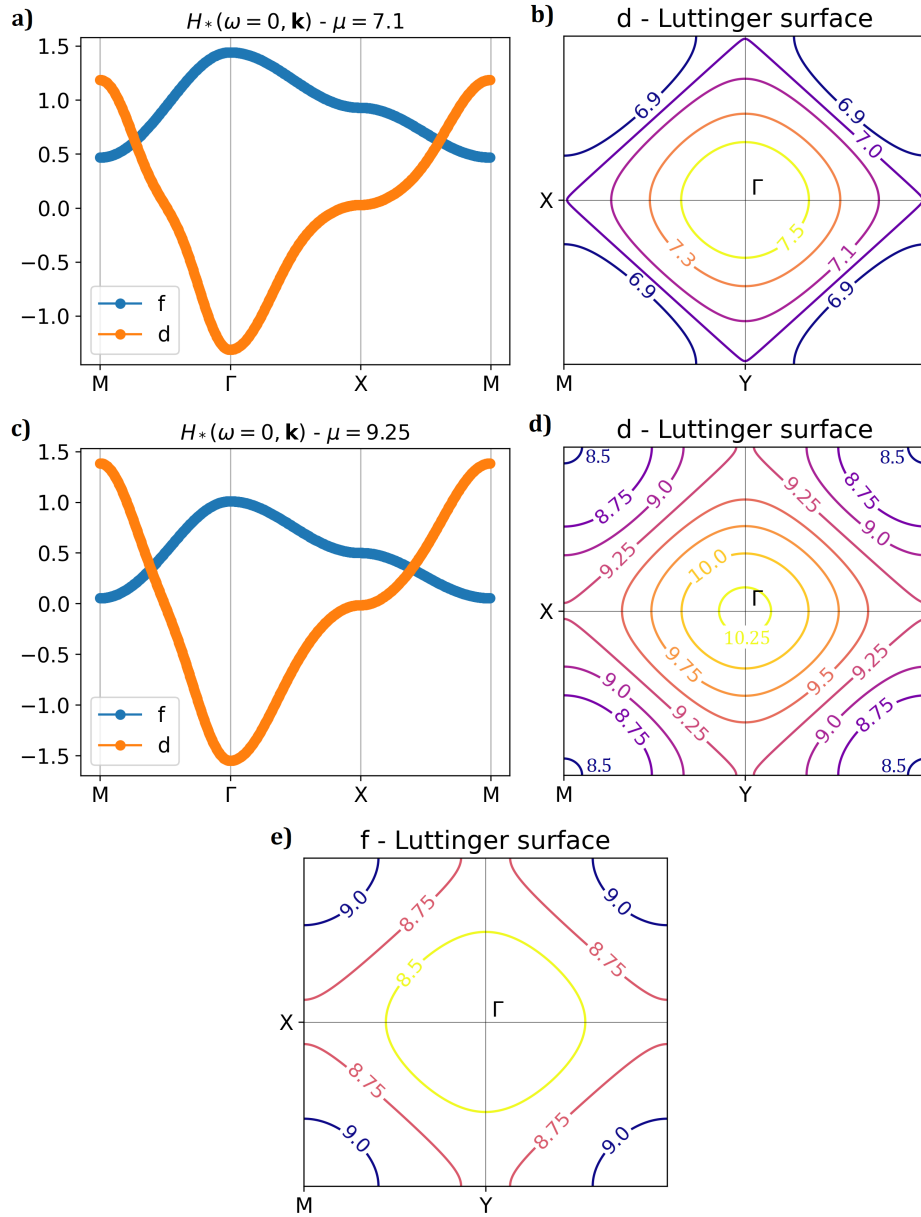 a)
H*(ω = 0, k) - μ = 7.1
1.5
1.0
0.5
0.0
−0.5
−1.0
f
d
M Γ X M
b)
d - Luttinger surface
6.9 6.9
7.0
Γ
X
7.5
7.3 7.1
6.9 6.9
M Y
c)
H*(ω = 0, k) - μ = 9.25
1.5
1.0
0.5
0.0
−0.5
−1.0
−1.5
f
d
M Γ X M
d)
d - Luttinger surface
8.5 8.5
8.75 9.0 9.25 8.75
9.25 9.0
10.0
Γ
X
10.25
9.75 9.5 9.25
9.0 9.25 9.0 8.75
8.75
8.5 8.5
M Y
e)
f - Luttinger surface
9.0 9.0
8.75 8.75
8.5
Γ
X
8.75 8.75
9.0 9.0
M Y